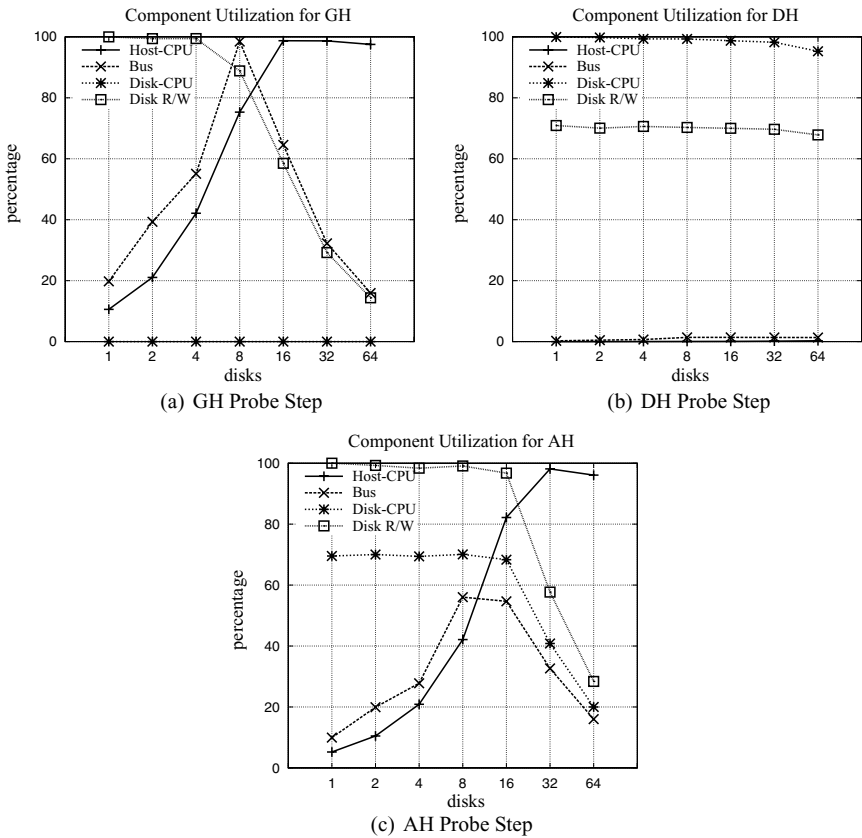 Component Utilization for GH
100
80
60
40
20
0
percentage
Host-CPU
Bus
Disk-CPU
Disk R/W
1 2 4 8 16 32 64
disks
(a) GH Probe Step
Component Utilization for DH
100
80
60
40
20
0
percentage
Host-CPU
Bus
Disk-CPU
Disk R/W
1 2 4 8 16 32 64
disks
(b) DH Probe Step
Component Utilization for AH
100
80
60
40
20
0
percentage
Host-CPU
Bus
Disk-CPU
Disk R/W
1 2 4 8 16 32 64
disks
(c) AH Probe Step